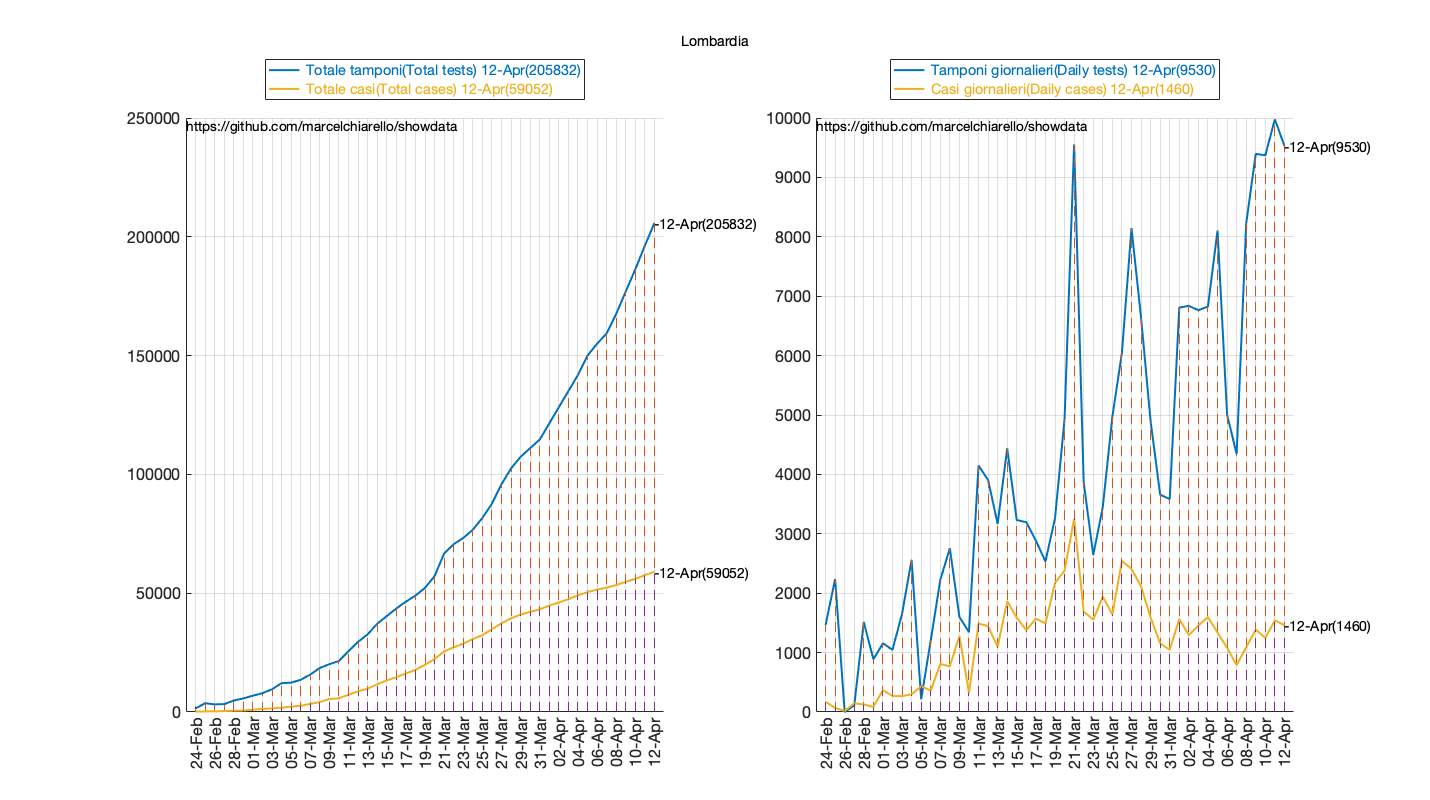 Lombardia
Totale tamponi(Total tests) 12-Apr(205832)
Totale casi(Total cases) 12-Apr(59052)
https://github.com/marcelchiarello/showdata
250000
200000
150000
100000
50000
0
12-Apr(205832)
12-Apr(59052)
24-Feb
26-Feb
28-Feb
01-Mar
03-Mar
05-Mar
07-Mar
09-Mar
11-Mar
13-Mar
15-Mar
17-Mar
19-Mar
21-Mar
23-Mar
25-Mar
27-Mar
29-Mar
31-Mar
02-Apr
04-Apr
06-Apr
08-Apr
10-Apr
12-Apr
Tamponi giornalieri(Daily tests) 12-Apr(9530)
Casi giornalieri(Daily cases) 12-Apr(1460)
https://github.com/marcelchiarello/showdata
10000
9000
8000
7000
6000
5000
4000
3000
2000
1000
0
12-Apr(9530)
12-Apr(1460)
24-Feb
26-Feb
28-Feb
01-Mar
03-Mar
05-Mar
07-Mar
09-Mar
11-Mar
13-Mar
15-Mar
17-Mar
19-Mar
21-Mar
23-Mar
25-Mar
27-Mar
29-Mar
31-Mar
02-Apr
04-Apr
06-Apr
08-Apr
10-Apr
12-Apr